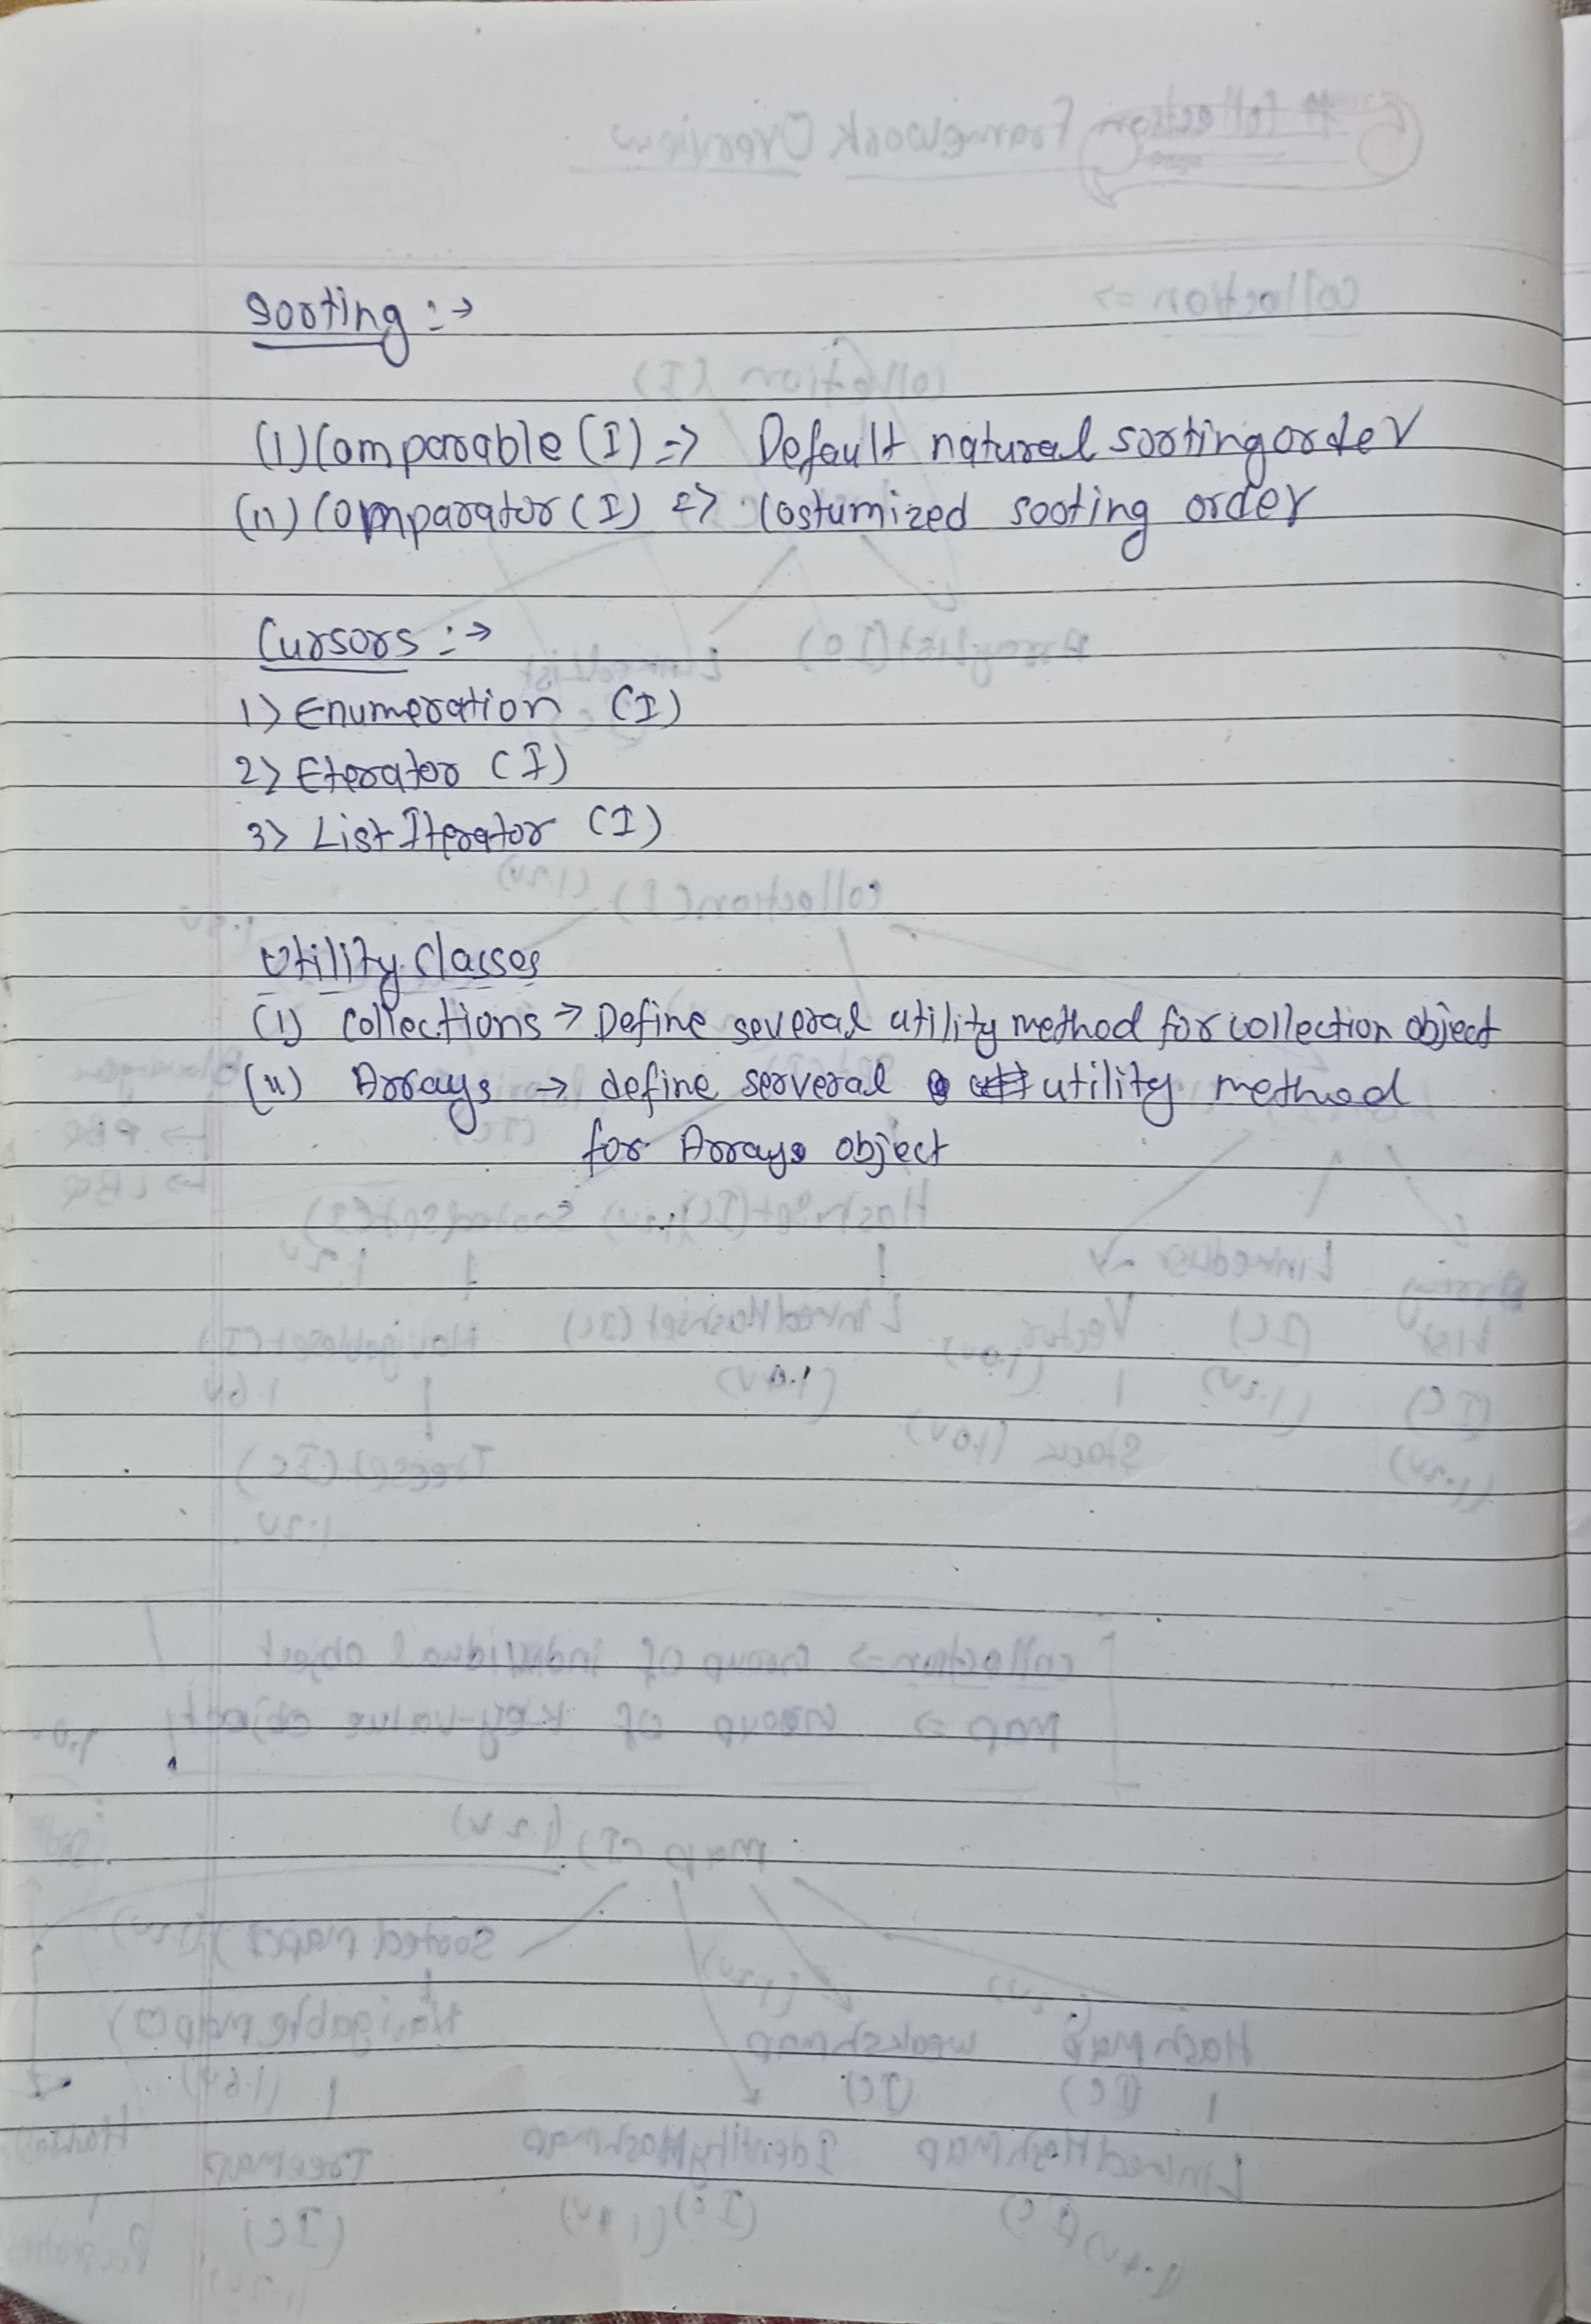 Sorting :->
(i) Comparable (I) => Default natural sorting order
(ii) Comparator (I) => Costumized sorting order
Cursors :->
1> Enumeration (I)
2> Eterator (I)
3> List Iterator (I)
Utility Classes
(i) Collections -> Define several utility method for collection object
(ii) Arrays -> define serveral utility method
for Arrays object